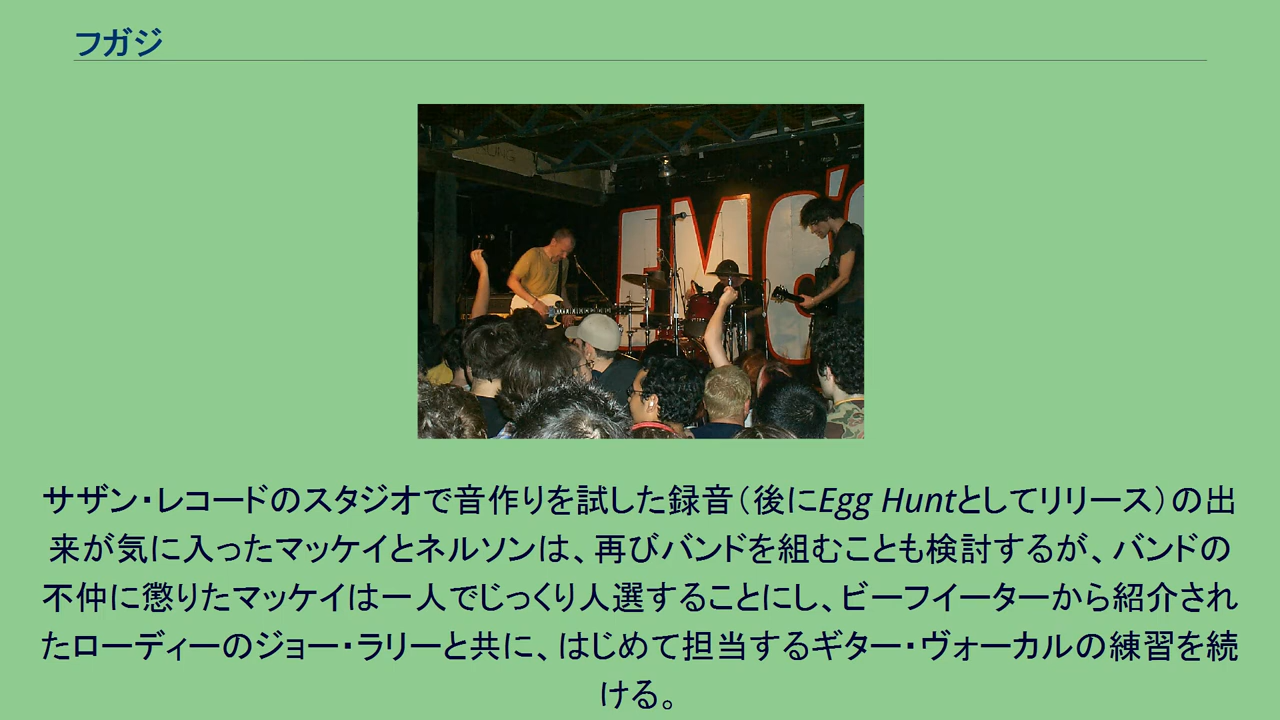 フガジ
EMO'S
サザン・レコードのスタジオで音作りを試した録音（後にEgg Huntとしてリリース）の出
来が気に入ったマッケイとネルソンは、再びバンドを組むことも検討するが、バンドの
不仲に懲りたマッケイは一人でじっくり人選することにし、ビーフイーターから紹介され
たローディーのジョー・ラリーと共に、はじめて担当するギター・ヴォーカルの練習を続
ける。